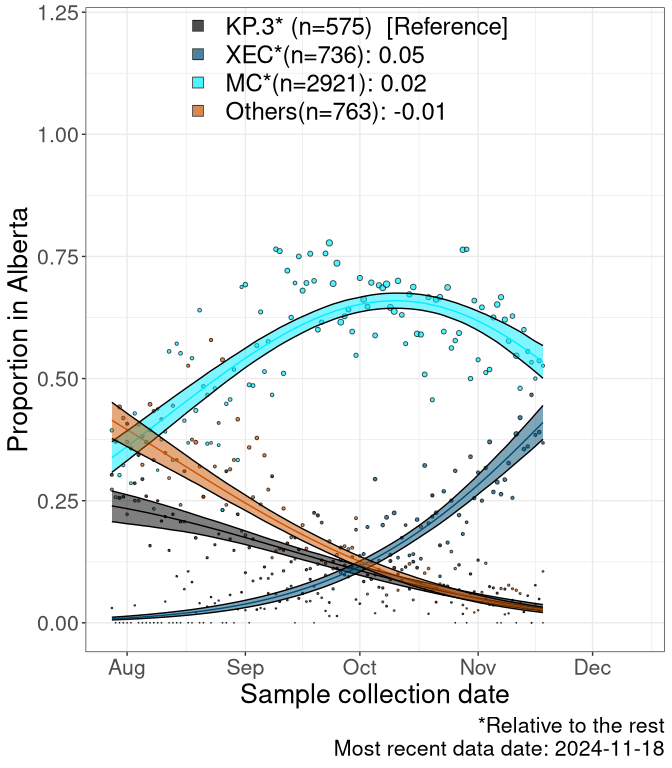 1.25
KP.3* (n=575)  [Reference]
XEC*(n=736): 0.05
MC*(n=2921): 0.02
Others(n=763): -0.01
1.00
0.75
0.50
0.25
0.00
Proportion in Alberta
Aug Sep Oct Nov Dec
Sample collection date
*Relative to the rest
Most recent data date: 2024-11-18